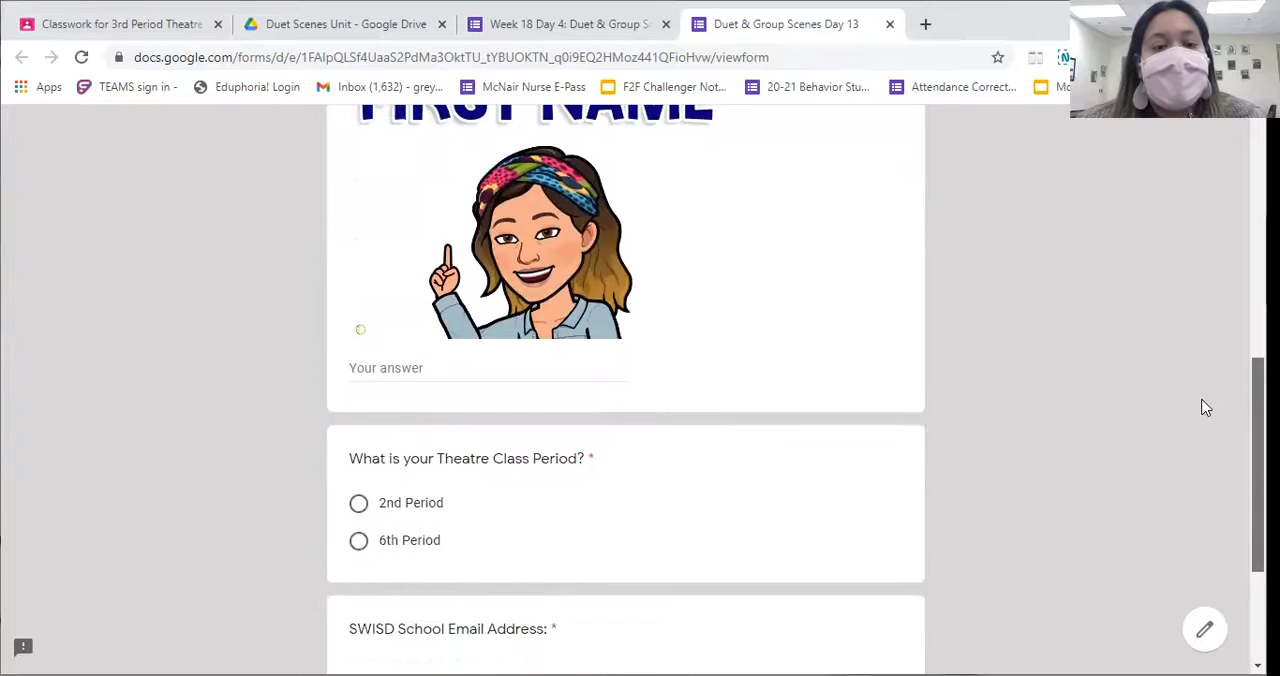 Classwork for 3rd Period Theatre
Duet Scenes Unit - Google Drive
Week 18 Day 4: Duet & Group S
Duet & Group Scenes Day 13
docs.google.com/forms/d/e/1FAIpQLSf4UaaS2PdMa3OktTU_tYbMUOKTN_q0i9EQ2HMoz441QFioHvw/viewform
Apps
TEAMS sign in -
Eduphoria! Login
Inbox (1,632) - grey...
McNair Nurse E-Pass
F2F Challenger Not...
20-21 Behavior Stu...
Attendance Correct...
FIRST NAME
Your answer
What is your Theatre Class Period? *
2nd Period
6th Period
SWISD School Email Address: *